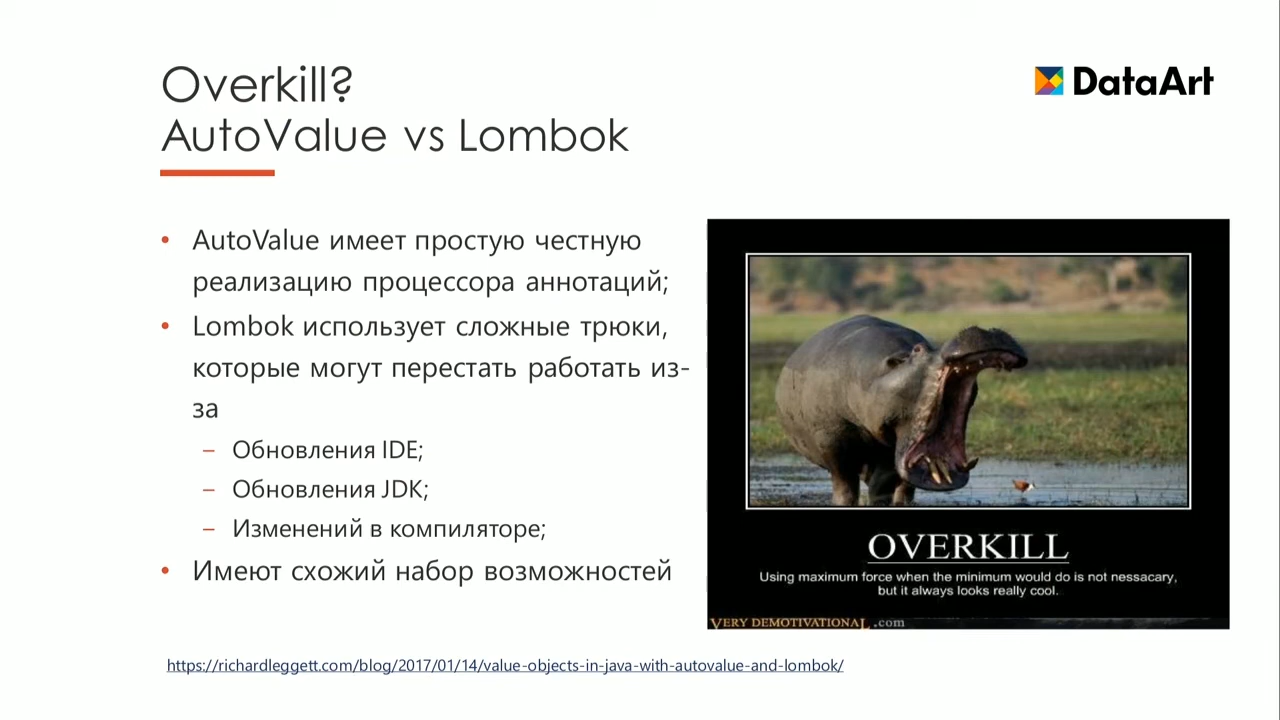 Overkill?
AutoValue vs Lombok
DataArt
• AutoValue имеет простую честную
реализацию процессора аннотаций;
• Lombok использует сложные трюки,
которые могут перестать работать из-
за
– Обновления IDE;
– Обновления JDK;
– Изменений в компиляторе;
• Имеют схожий набор возможностей
OVERKILL
Using maximum force when the minimum would do is not nessacary,
but it always looks really cool.
VERY DEMOTIVATIONAL .com
https://richardleggett.com/blog/2017/01/14/value-objects-in-java-with-autovalue-and-lombok/